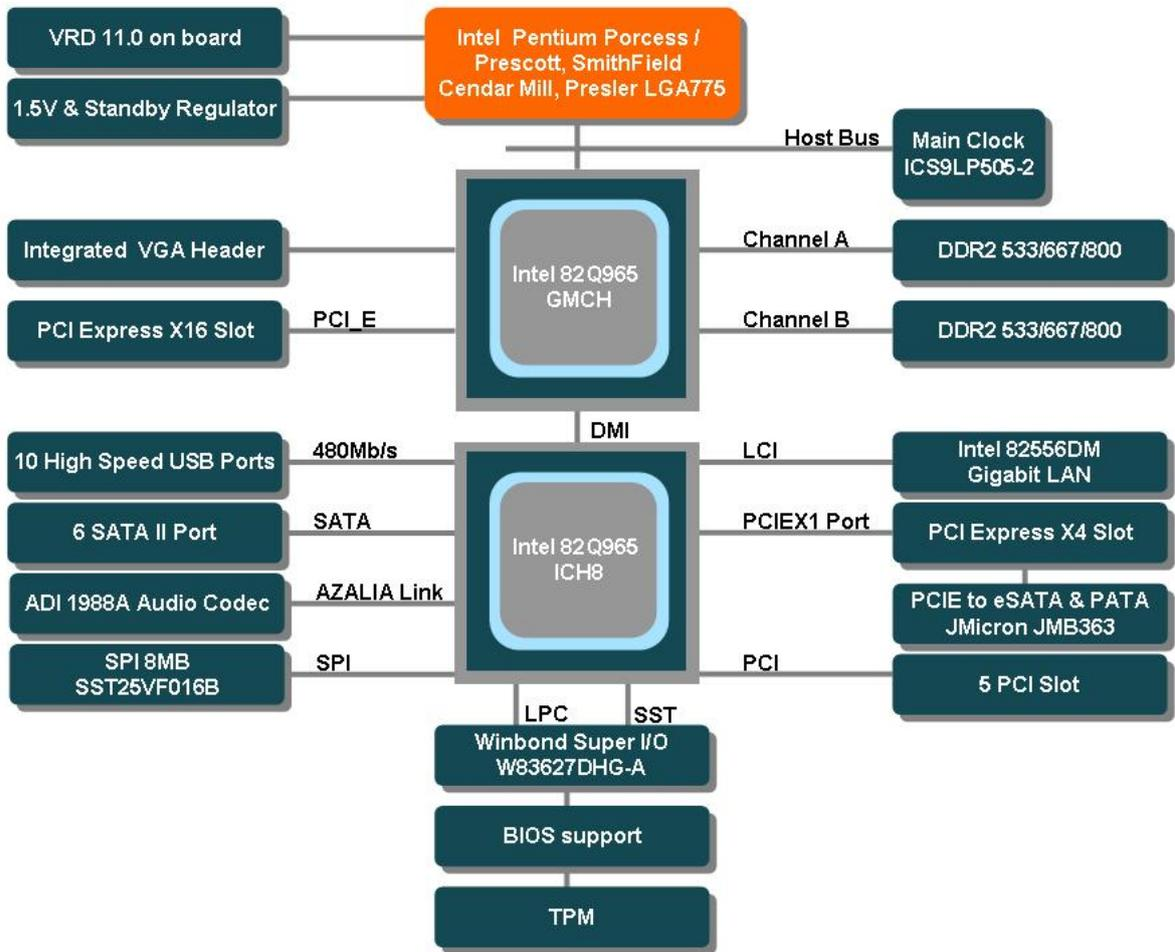 VRD 11.0 on board
1.5V & Standby Regulator
Intel Pentium Porcess /
Prescott, SmithField
Cendar Mill, Presler LGA775
Host Bus
Main Clock
ICS9LP505-2
Integrated VGA Header
PCI Express X16 Slot
PCI_E
Intel 82Q965
GMCH
Channel A
DDR2 533/667/800
Channel B
DDR2 533/667/800
DMI
10 High Speed USB Ports
480Mb/s
6 SATA II Port
SATA
ADI 1988A Audio Codec
AZALIA Link
SPI 8MB
SST25VF016B
SPI
Intel 82Q965
ICH8
LCI
Intel 82556DM
Gigabit LAN
PCIEX1 Port
PCI Express X4 Slot
PCIE to eSATA & PATA
JMicron JMB363
PCI
5 PCI Slot
LPC
SST
Winbond Super I/O
W83627DHG-A
BIOS support
TPM